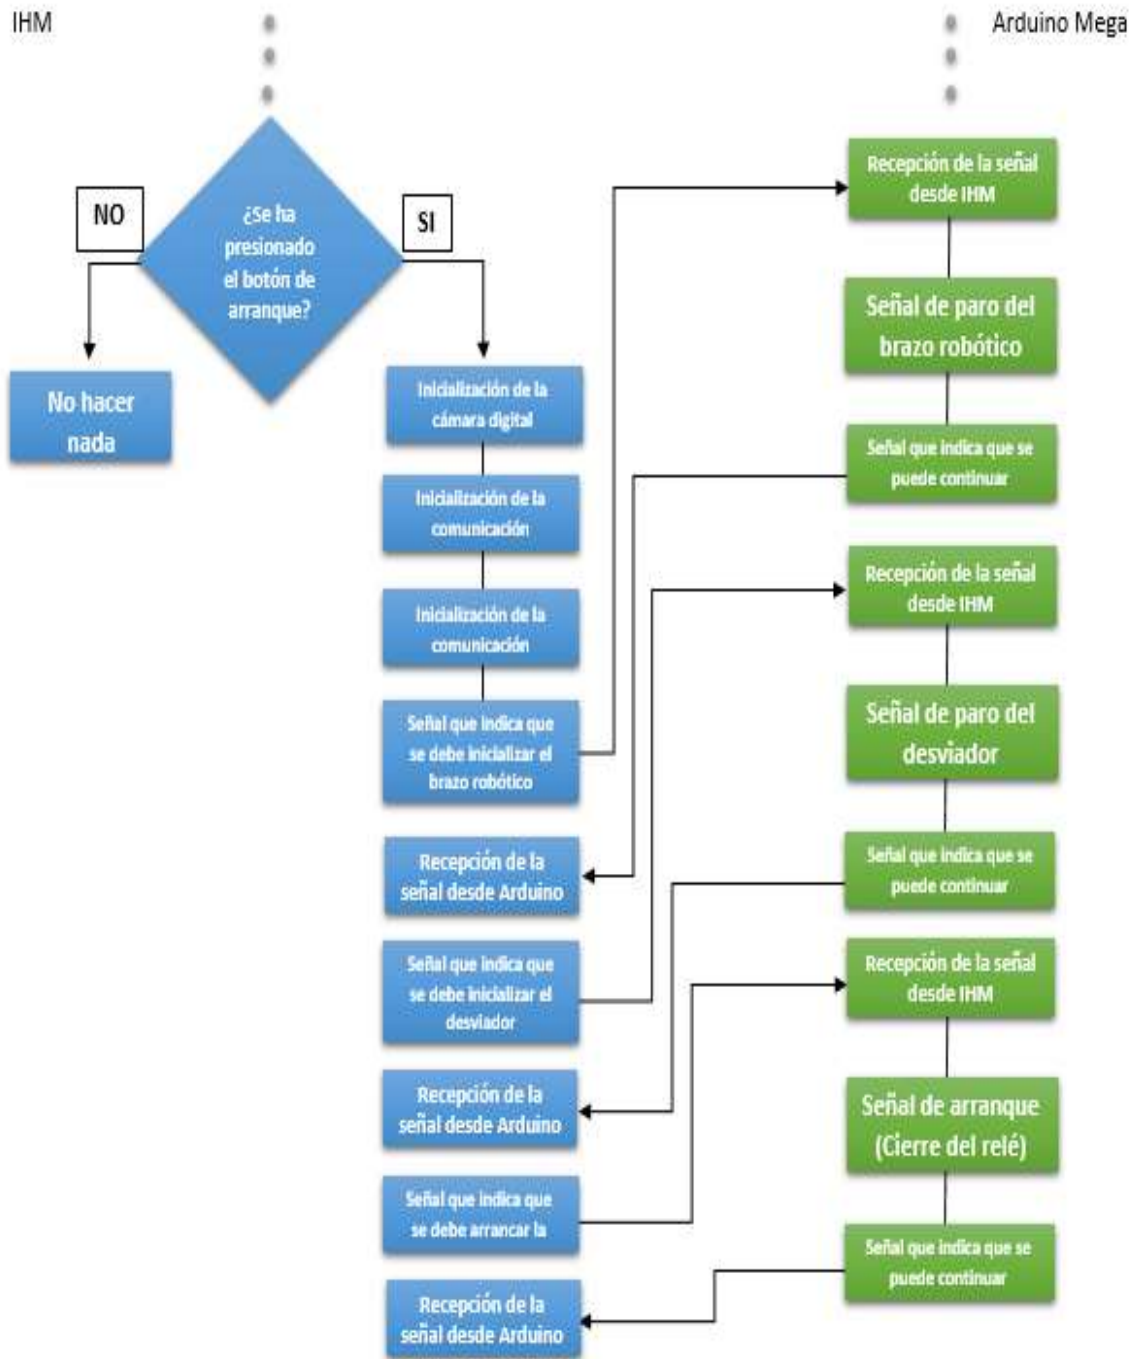 IHM
Arduino Mega
¿Se ha
presionado
el botón de
arranque?
NO
SI
No hacer
nada
Inicialización de la
cámara digital
Inicialización de la
comunicación
Inicialización de la
comunicación
Señal que indica que
se debe inicializar el
brazo robótico
Recepción de la
señal desde Arduino
Señal que indica que
se debe inicializar el
desviador
Recepción de la
señal desde Arduino
Señal que indica que
se debe arrancar la
Recepción de la
señal desde Arduino
Recepción de la señal
desde IHM
Señal de paro del
brazo robótico
Señal que indica que se
puede continuar
Recepción de la señal
desde IHM
Señal de paro del
desviador
Señal que indica que se
puede continuar
Recepción de la señal
desde IHM
Señal de arranque
(Cierre del relé)
Señal que indica que se
puede continuar